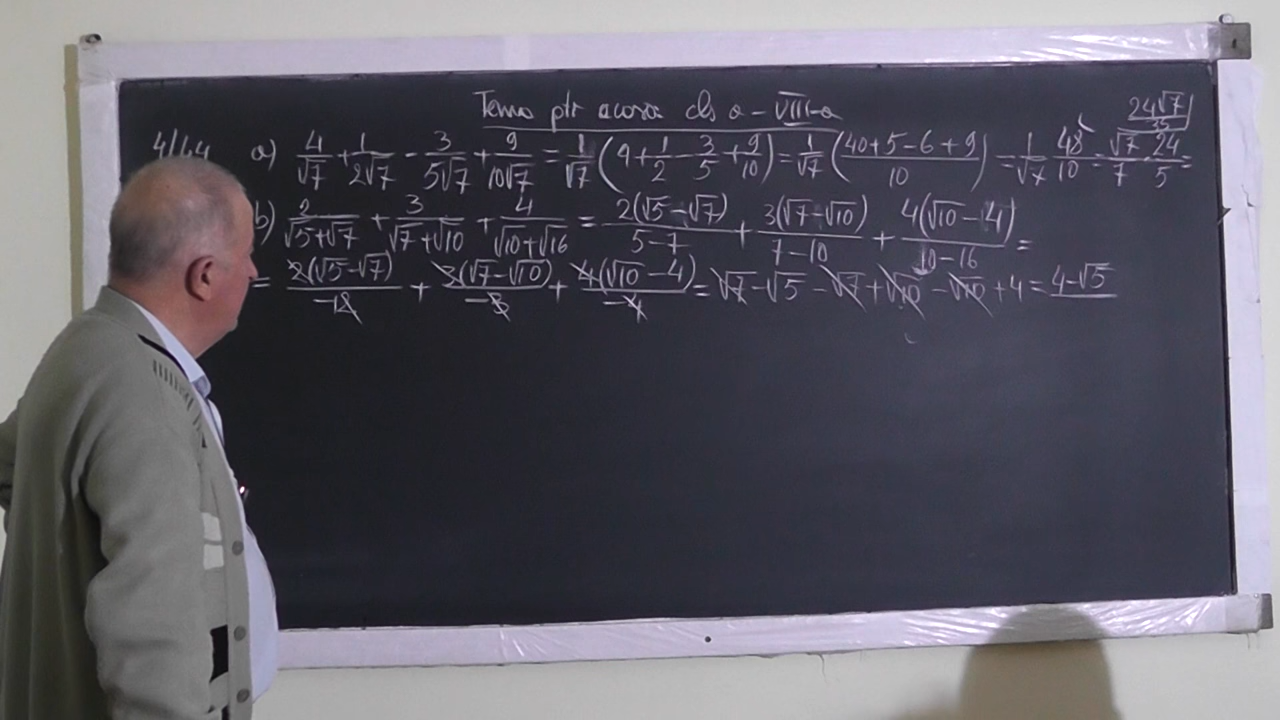 Tema ptr acasa cls a-VIII-a
a) 4/√7 + 1/2√7 - 3/5√7 + 9/10√7 = 1/√7 (4 + 1/2 - 3/5 + 9/10) = 1/√7 (40+5-6+9 / 10) = 1/√7 48/10 = √7/7 · 24/5 = 24√7/35
b) 2/√5+√7 + 3/√7+√10 + 4/√10+√16 = 2(√5-√7)/5-7 + 3(√7-√10)/7-10 + 4(√10-4)/10-16 =
= 2(√5-√7)/-2 + 3(√7-√10)/-3 + 4(√10-4)/-4 = √7-√5-√7+√10-√10+4 = 4-√5